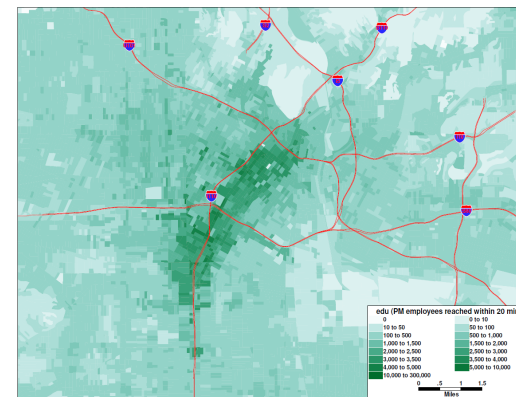 edu (PM employees reached within 20 min
0 0 to 10
10 to 50 50 to 100
100 to 500 500 to 1,000
1,000 to 1,500 1,500 to 2,000
2,000 to 2,500 2,500 to 3,000
3,000 to 3,500 3,500 to 4,000
4,000 to 5,000 5,000 to 10,000
10,000 to 300,000
0 .5 1 1.5
Miles